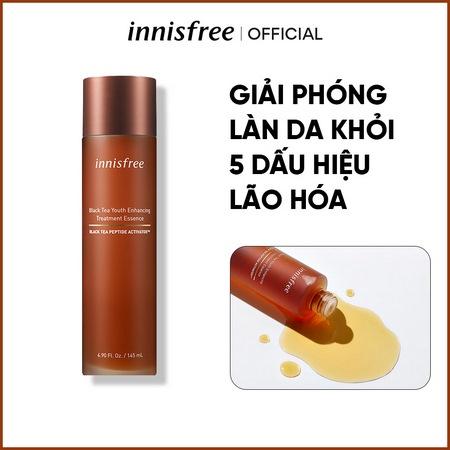 innisfree | OFFICIAL
GIẢI PHÓNG
LÀN DA KHỎI
5 DẤU HIỆU
LÃO HÓA
innisfree
Black Tea Youth Enhancing
Treatment Essence
BLACK TEA PEPTIDE ACTIVATOR™
4.90 Fl. Oz. / 145 mL
innisfree